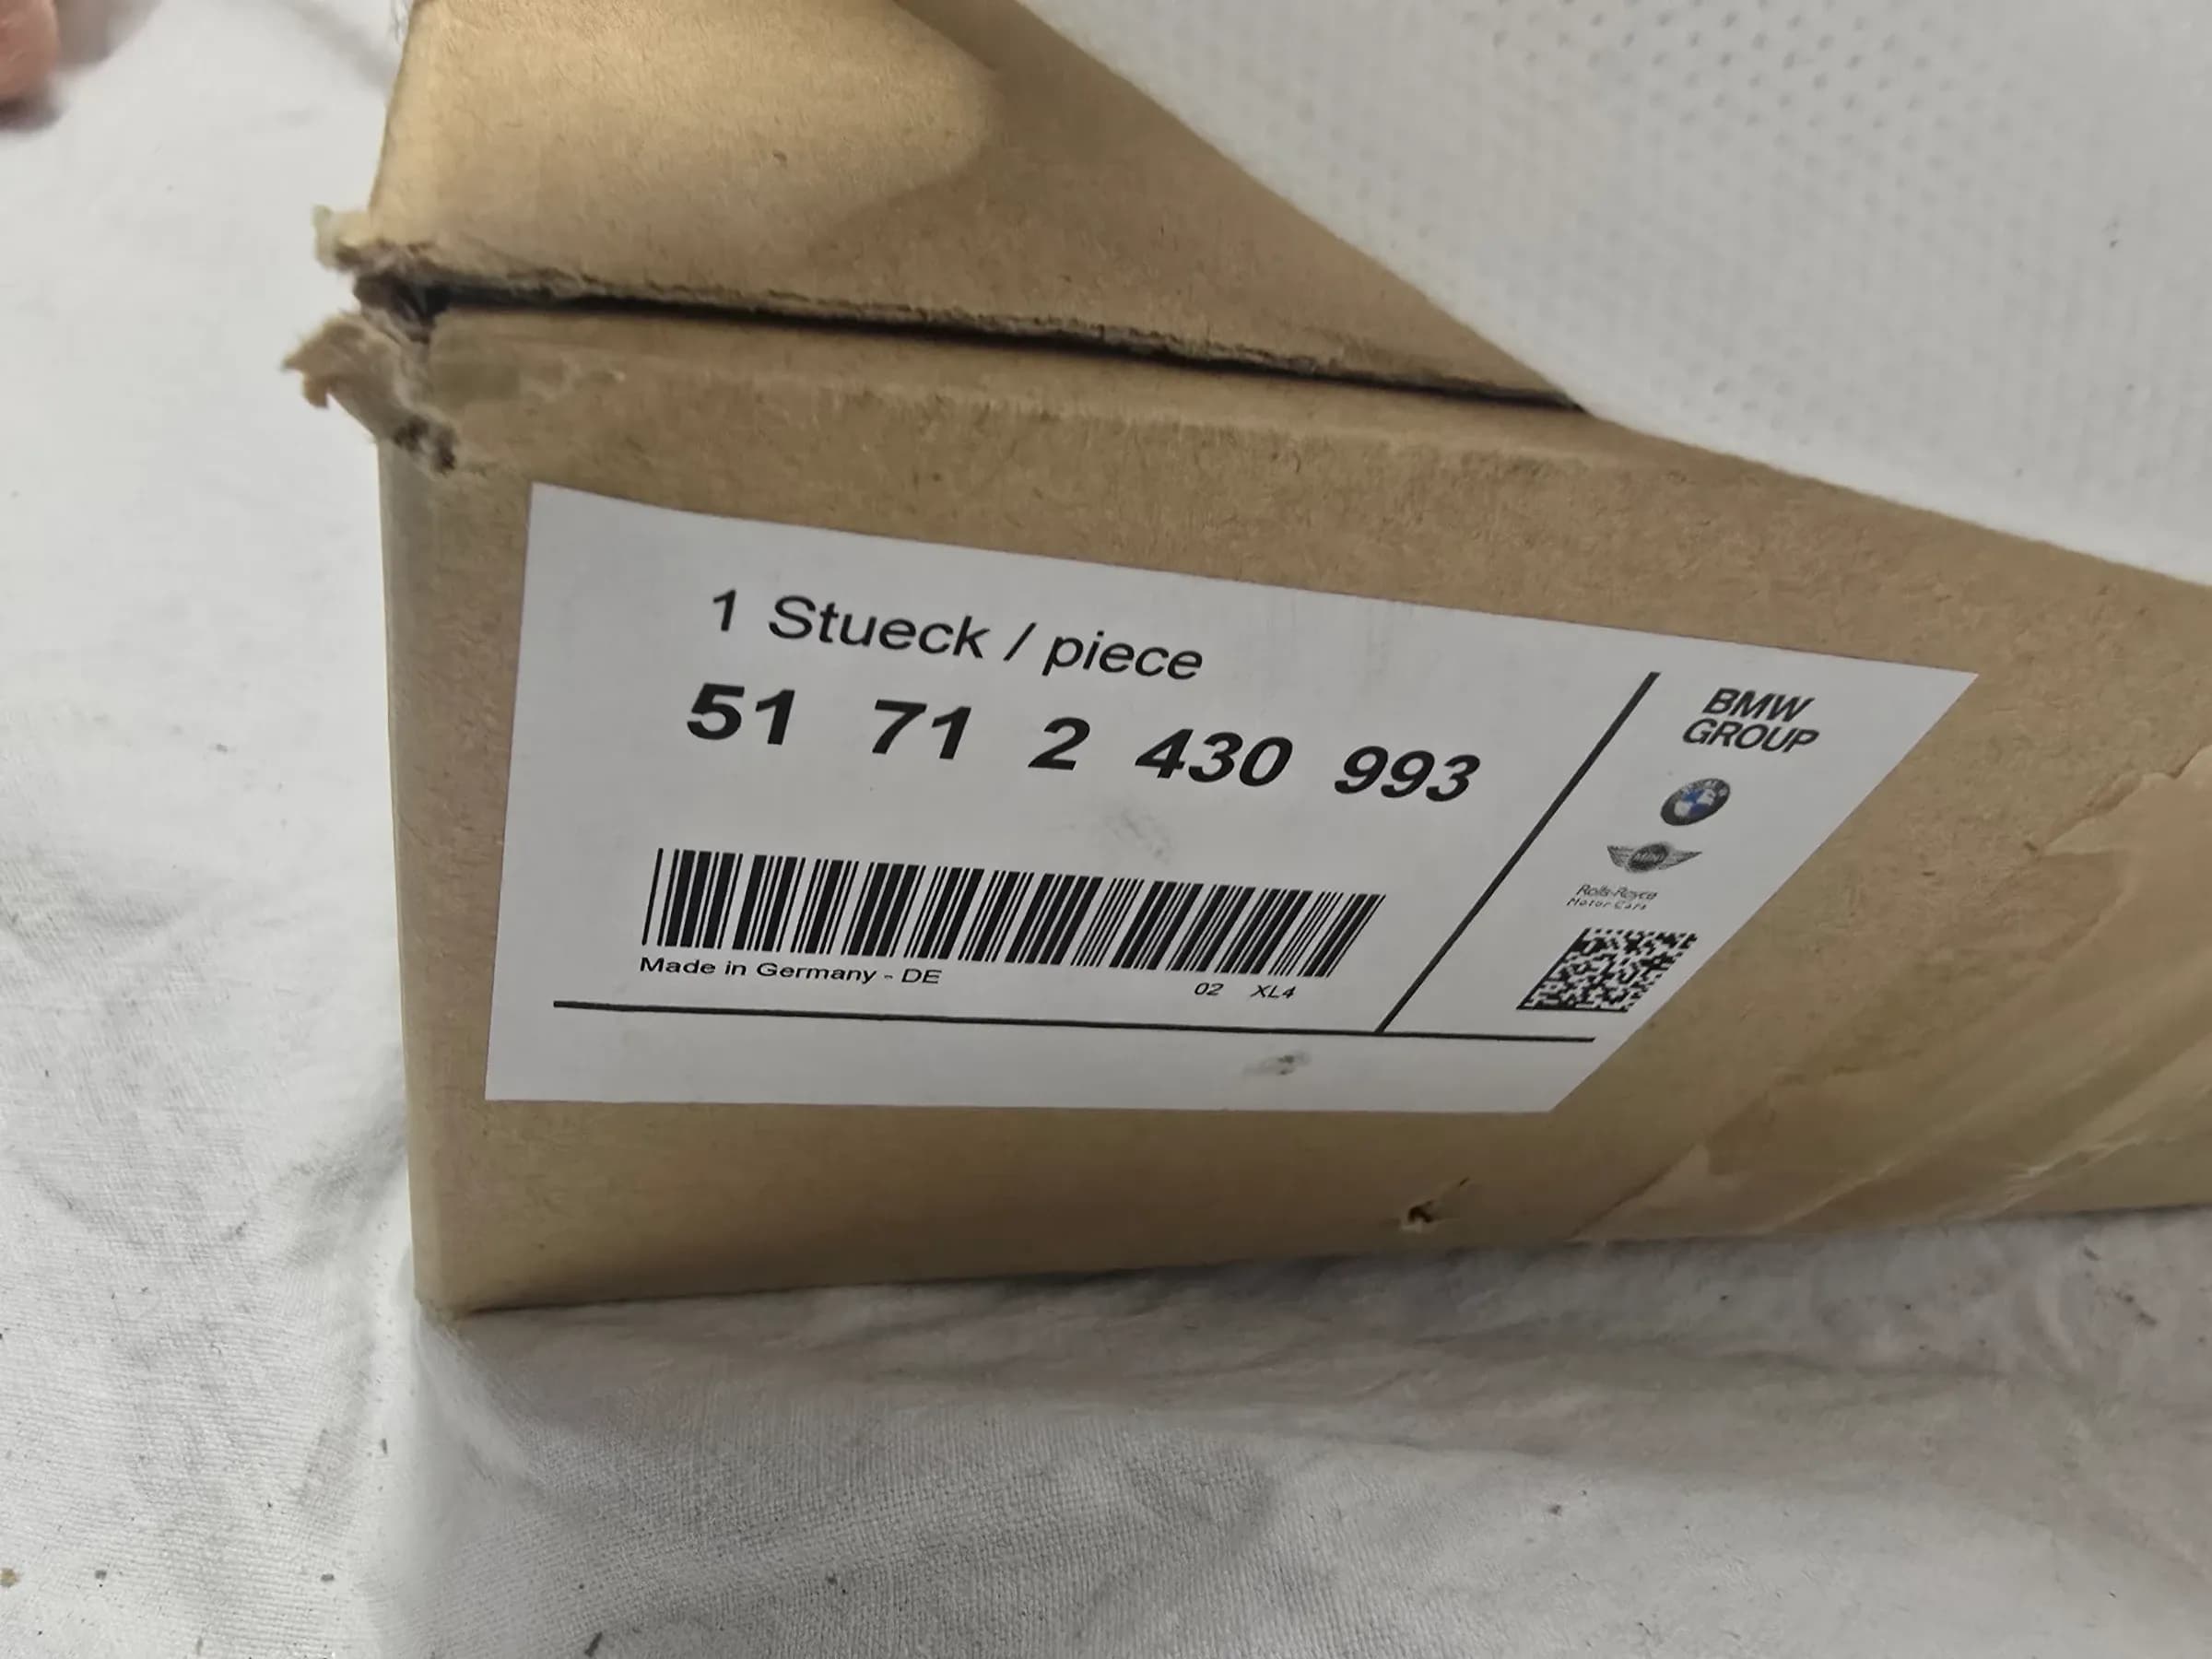 1 Stueck / piece
51 71 2 430 993
Made in Germany - DE
02 XL4
BMW
GROUP
MINI
Rolls-Royce
Motor Cars